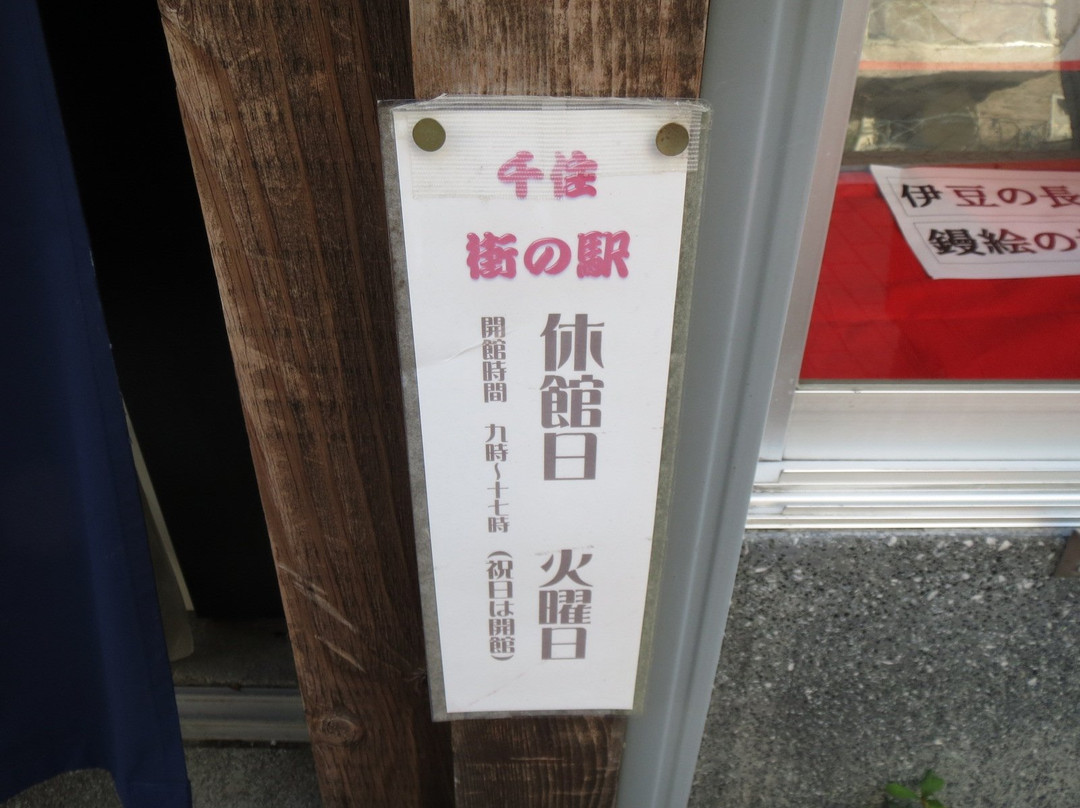 千住
街の駅
休館日 火曜日
開館時間 九時〜十七時 (祝日は開館)
伊豆の長
鏝絵の